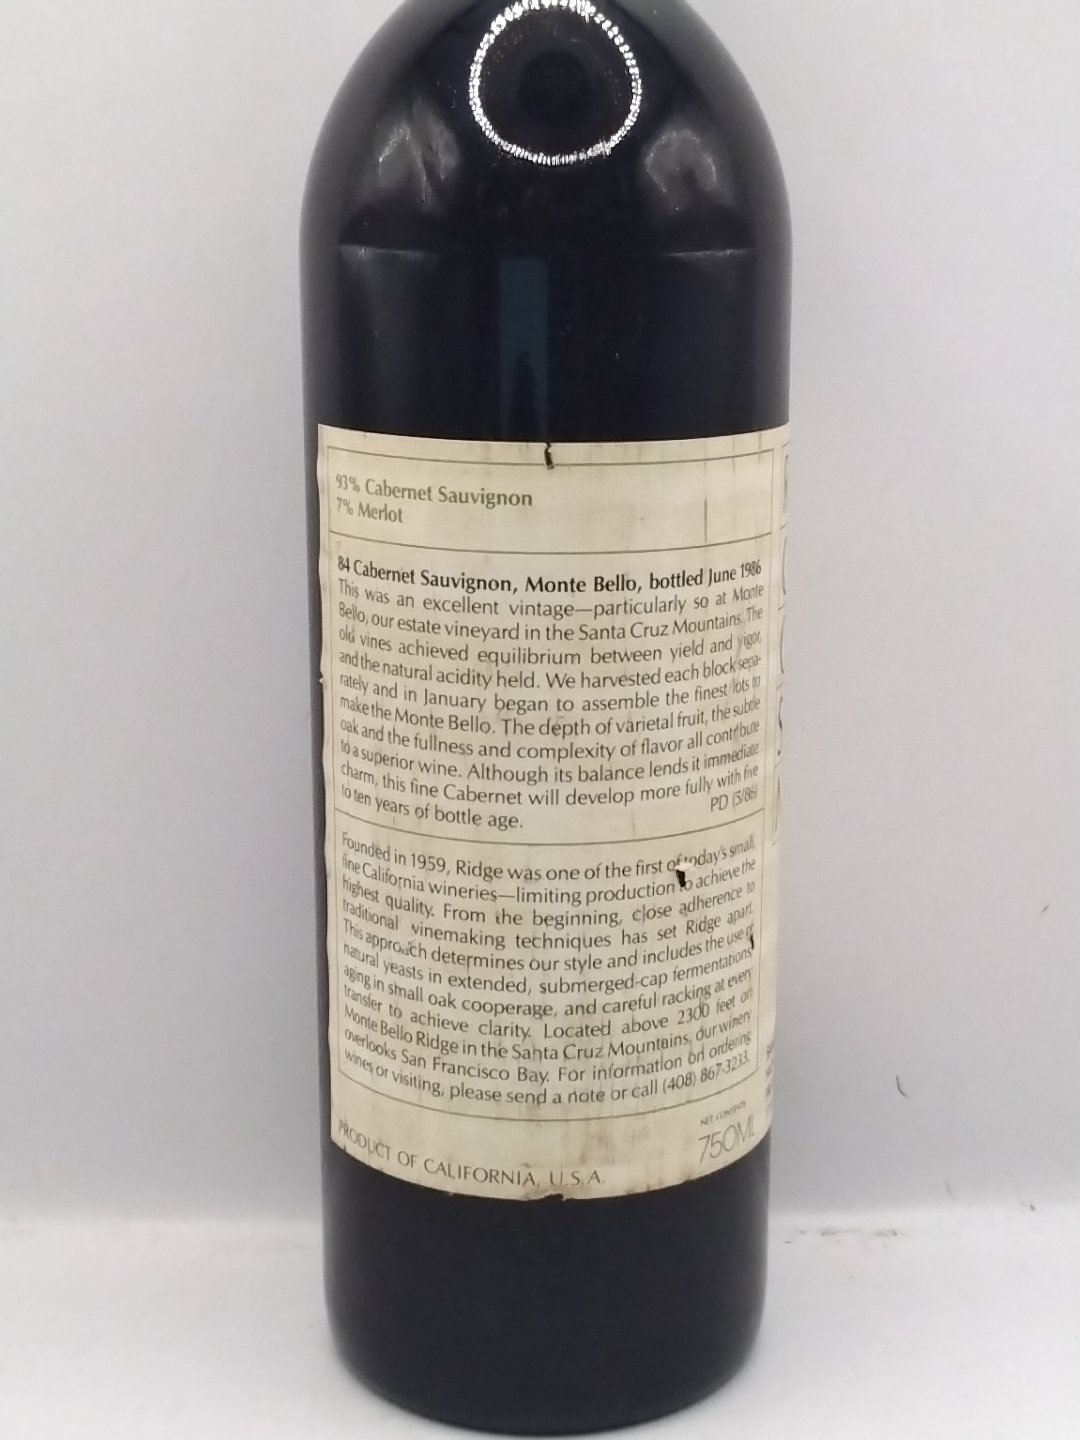 93% Cabernet Sauvignon
7% Merlot
84 Cabernet Sauvignon, Monte Bello, bottled June 1986
This was an excellent vintage—particularly so at Monte
Bello, our estate vineyard in the Santa Cruz Mountains. The
old vines achieved equilibrium between yield and vigor,
and the natural acidity held. We harvested each block sepa-
rately and in January began to assemble the finest lots to
make the Monte Bello. The depth of varietal fruit, the subtle
oak and the fullness and complexity of flavor all contribute
to a superior wine. Although its balance lends it immediate
charm, this fine Cabernet will develop more fully with five
to ten years of bottle age.
PD (5/86)
Founded in 1959, Ridge was one of the first of today's small,
fine California wineries—limiting production to achieve the
highest quality. From the beginning, close adherence to
traditional winemaking techniques has set Ridge apart.
This approach determines our style and includes the use of
natural yeasts in extended, submerged-cap fermentations,
aging in small oak cooperage, and careful racking at every
transfer to achieve clarity. Located above 2300 feet on
Monte Bello Ridge in the Santa Cruz Mountains, our winery
overlooks San Francisco Bay. For information on ordering
wines or visiting, please send a note or call (408) 867-3233.
NET CONTENTS
PRODUCT OF CALIFORNIA, U.S.A.
750ML